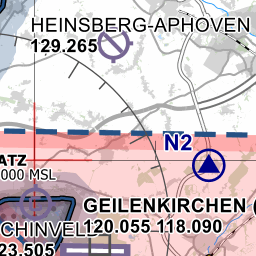 HEINSBERG-APHOVEN
129.265
N2
ATZ
000 MSL
GEILENKIRCHEN (
CHINVEL
120.055 118.090
23.505